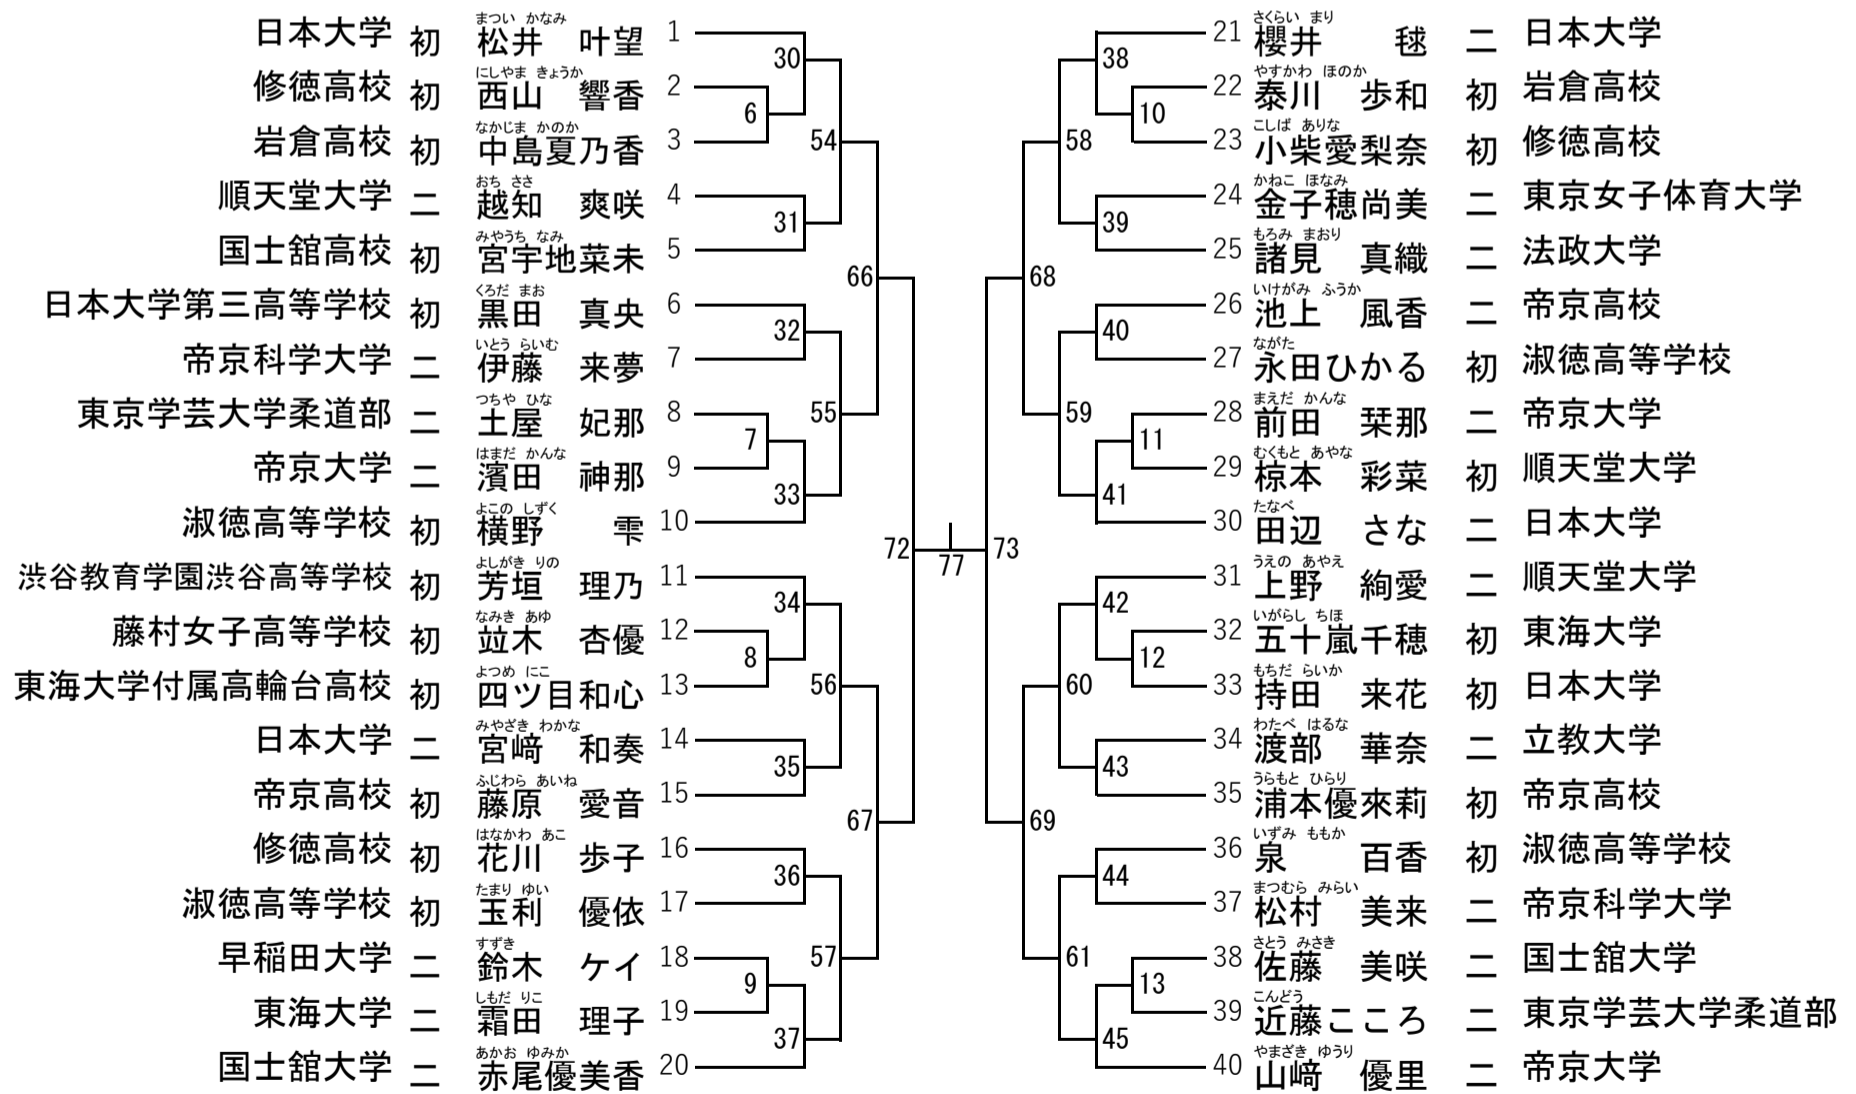 まつい かなみ
日本大学 初 松井 叶望 1
にしやま きょうか
修徳高校 初 西山 響香 2
なかじま かのか
岩倉高校 初 中島夏乃香 3
おち ささ
順天堂大学 二 越知 爽咲 4
みやうち なみ
国士舘高校 初 宮宇地菜未 5
くろだ まお
日本大学第三高等学校 初 黒田 真央 6
いとう らいむ
帝京科学大学 二 伊藤 来夢 7
つちや ひな
東京学芸大学柔道部 二 土屋 妃那 8
はまだ かんな
帝京大学 二 濱田 神那 9
よこの しずく
淑徳高等学校 初 横野 雫 10
よしがき りの
渋谷教育学園渋谷高等学校 初 芳垣 理乃 11
なみき あゆ
藤村女子高等学校 初 竝木 杏優 12
よつめ にこ
東海大学付属高輪台高校 初 四ツ目和心 13
みやざき わかな
日本大学 二 宮﨑 和奏 14
ふじわら あいね
帝京高校 初 藤原 愛音 15
はなかわ あこ
修徳高校 初 花川 歩子 16
たまり ゆい
淑徳高等学校 初 玉利 優依 17
すずき
早稲田大学 二 鈴木 ケイ 18
しもだ りこ
東海大学 二 霜田 理子 19
あかお ゆみか
国士舘大学 二 赤尾優美香 20
6
7
8
9
30
31
32
33
34
35
36
37
54
55
56
57
66
67
72
77
73
68
69
58
59
60
61
38
39
40
41
42
43
44
45
10
11
12
13
さくらい まり
21 櫻井 毬 二 日本大学
やすかわ ほのか
22 泰川 歩和 初 岩倉高校
こしば ありな
23 小柴愛梨奈 初 修徳高校
かねこ ほなみ
24 金子穂尚美 二 東京女子体育大学
もろみ まおり
25 諸見 真織 二 法政大学
いけがみ ふうか
26 池上 風香 二 帝京高校
ながた
27 永田ひかる 初 淑徳高等学校
まえだ かんな
28 前田 栞那 二 帝京大学
むくもと あやな
29 椋本 彩菜 初 順天堂大学
たなべ
30 田辺 さな 二 日本大学
うえの あやえ
31 上野 絢愛 二 順天堂大学
いがらし ちほ
32 五十嵐千穂 初 東海大学
もちだ らいか
33 持田 来花 初 日本大学
わたべ はるな
34 渡部 華奈 二 立教大学
うらもと ひらり
35 浦本優來莉 初 帝京高校
いずみ ももか
36 泉 百香 初 淑徳高等学校
まつむら みらい
37 松村 美来 二 帝京科学大学
さとう みさき
38 佐藤 美咲 二 国士舘大学
こんどう
39 近藤こころ 二 東京学芸大学柔道部
やまざき ゆうり
40 山﨑 優里 二 帝京大学